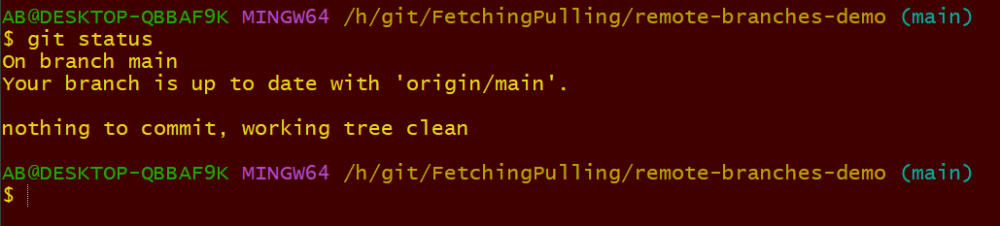 AB@DESKTOP-QBBAF9K MINGW64 /h/git/FetchingPulling/remote-branches-demo (main)
$ git status
On branch main
Your branch is up to date with 'origin/main'.
nothing to commit, working tree clean
AB@DESKTOP-QBBAF9K MINGW64 /h/git/FetchingPulling/remote-branches-demo (main)
$